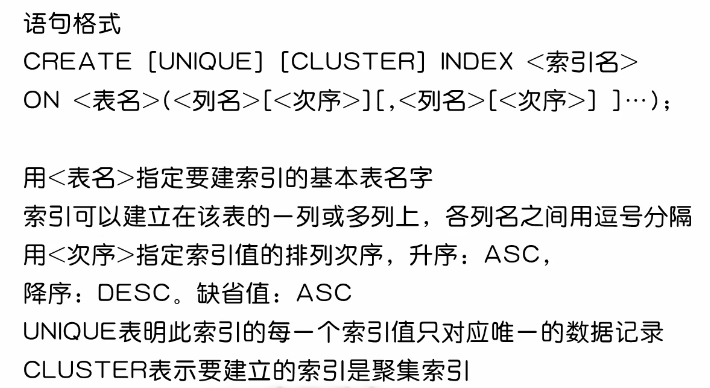 语句格式
CREATE [UNIQUE] [CLUSTER] INDEX <索引名>
ON <表名>(<列名>[<次序>][,<列名>[<次序>] ]…);
用<表名>指定要建索引的基本表名字
索引可以建立在该表的一列或多列上，各列名之间用逗号分隔
用<次序>指定索引值的排列次序，升序：ASC，
降序：DESC。缺省值：ASC
UNIQUE表明此索引的每一个索引值只对应唯一的数据记录
CLUSTER表示要建立的索引是聚集索引